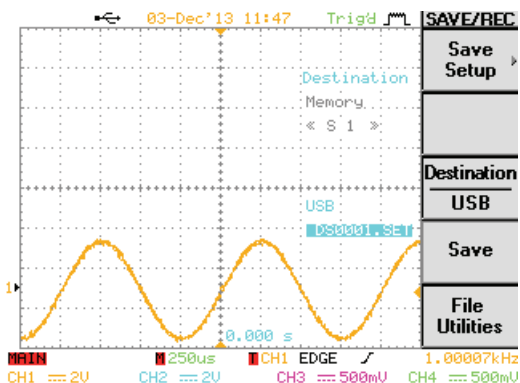 03-Dec'13 11:47 Trig'd SAVE/REC
Save
Setup
Destination
Memory
« S 1 »
Destination
USB
USB
DS0001.SET
Save
1
File
Utilities
0.000 s
MAIN M 250us T CH1 EDGE 1.00007kHz
CH1 2V CH2 2V CH3 500mV CH4 500mV